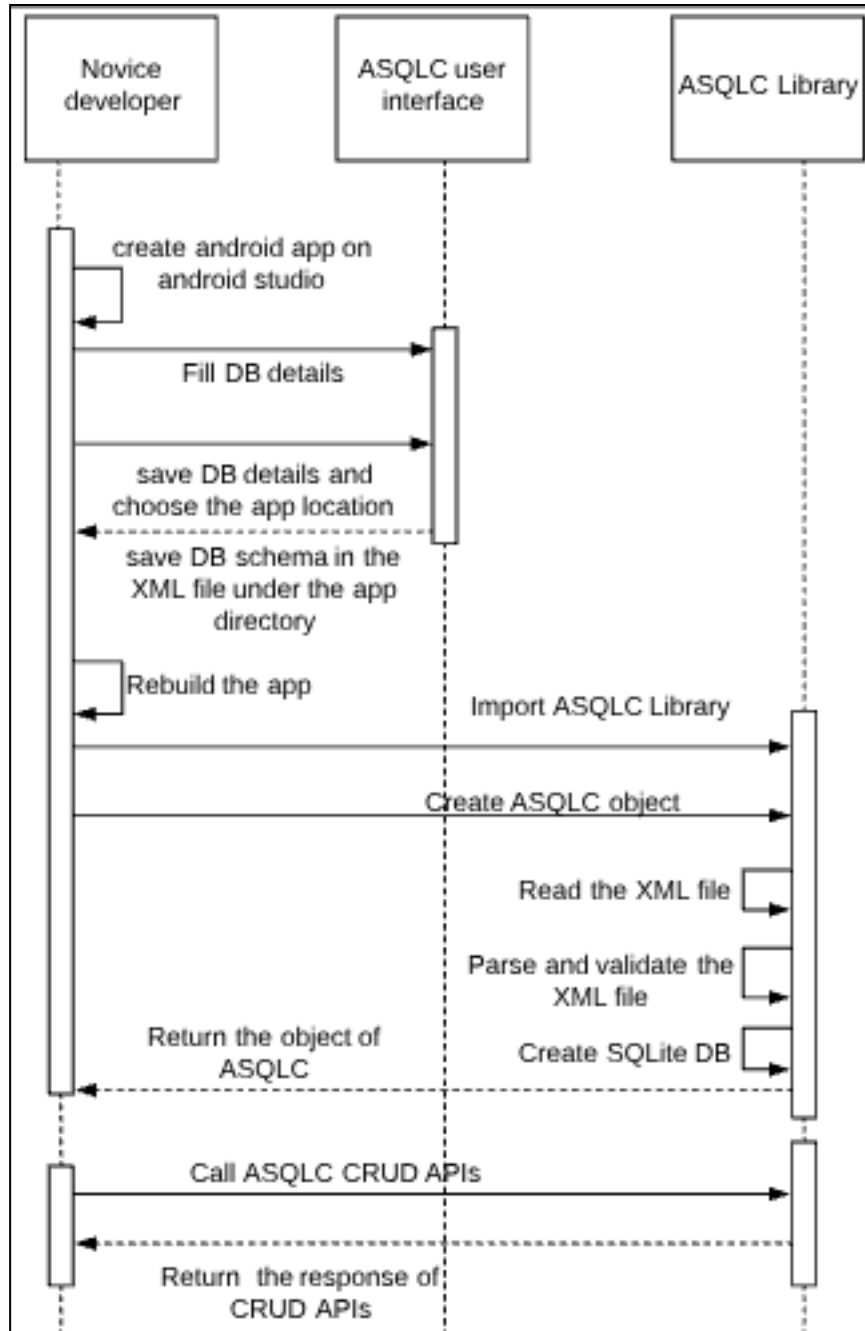 Novice
developer
ASQLC user
interface
ASQLC Library
create android app on
android studio
Fill DB details
save DB details and
choose the app location
save DB schema in the
XML file under the app
directory
Rebuild the app
Import ASQLC Library
Create ASQLC object
Read the XML file
Parse and validate the
XML file
Return the object of
ASQLC
Create SQLite DB
Call ASQLC CRUD APIs
Return the response of
CRUD APIs